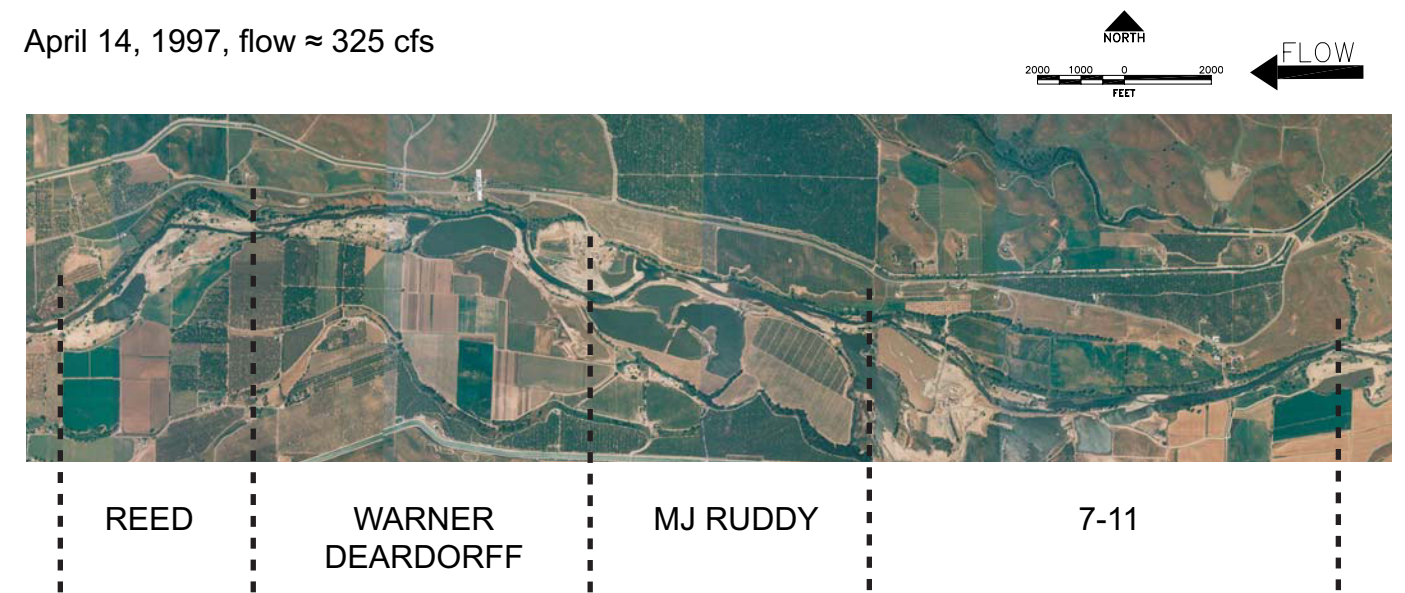 April 14, 1997, flow ≈ 325 cfs
NORTH
2000 1000 0 2000
FEET
FLOW
REED
WARNER
DEARDORFF
MJ RUDDY
7-11